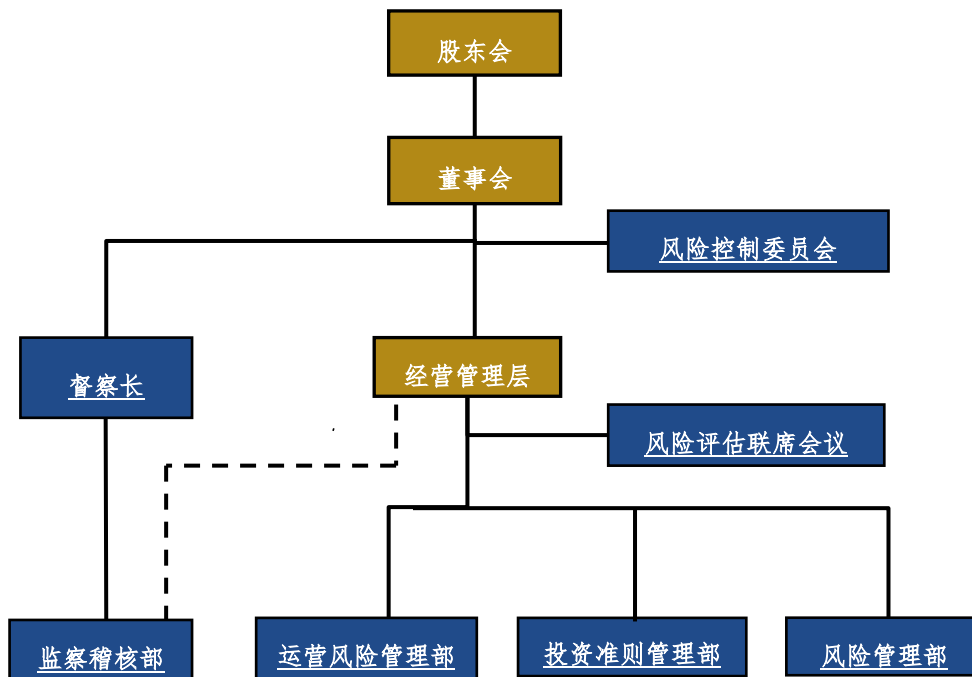 股东会
董事会
风险控制委员会
督察长
经营管理层
风险评估联席会议
监察稽核部
运营风险管理部
投资准则管理部
风险管理部